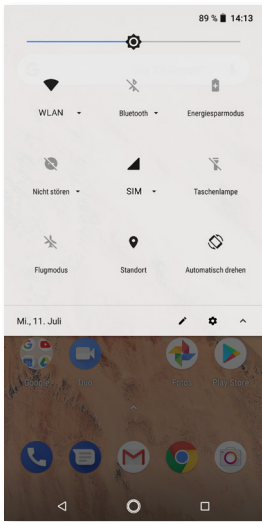 89 % 14:13
WLAN Bluetooth Energiesparmodus
Nicht stören SIM Taschenlampe
Flugmodus Standort Automatisch drehen
Mi., 11. Juli
Google Duo Fotos Play Store